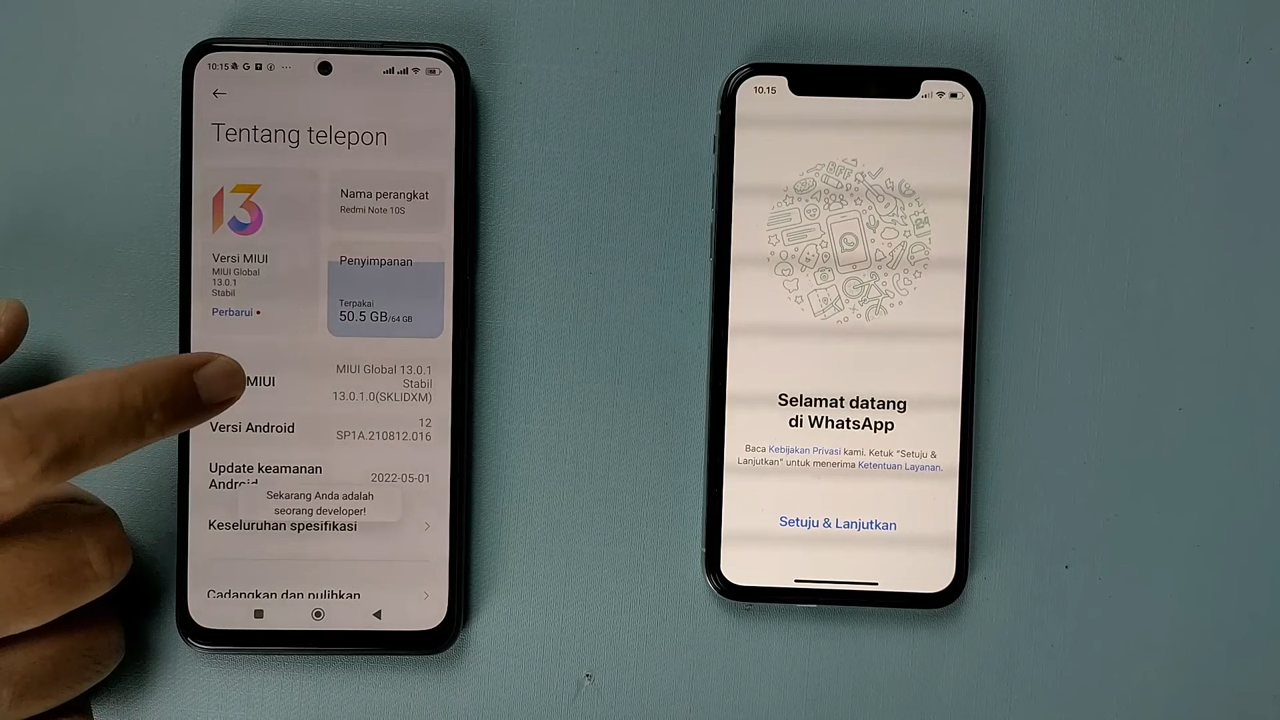 10:15
Tentang telepon
13
Versi MIUI
MIUI Global
13.0.1
Stabil
Perbarui
Nama perangkat
Redmi Note 10S
Penyimpanan
Terpakai
50.5 GB/64 GB
MIUI
MIUI Global 13.0.1
Stabil
13.0.1.0(SKLIDXM)
Versi Android
12
SP1A.210812.016
Update keamanan
Android
2022-05-01
Sekarang Anda adalah
seorang developer!
Keseluruhan spesifikasi
Cadangkan dan pulihkan
10.15
BFF
Selamat datang
di WhatsApp
Baca Kebijakan Privasi kami. Ketuk “Setuju &
Lanjutkan” untuk menerima Ketentuan Layanan.
Setuju & Lanjutkan